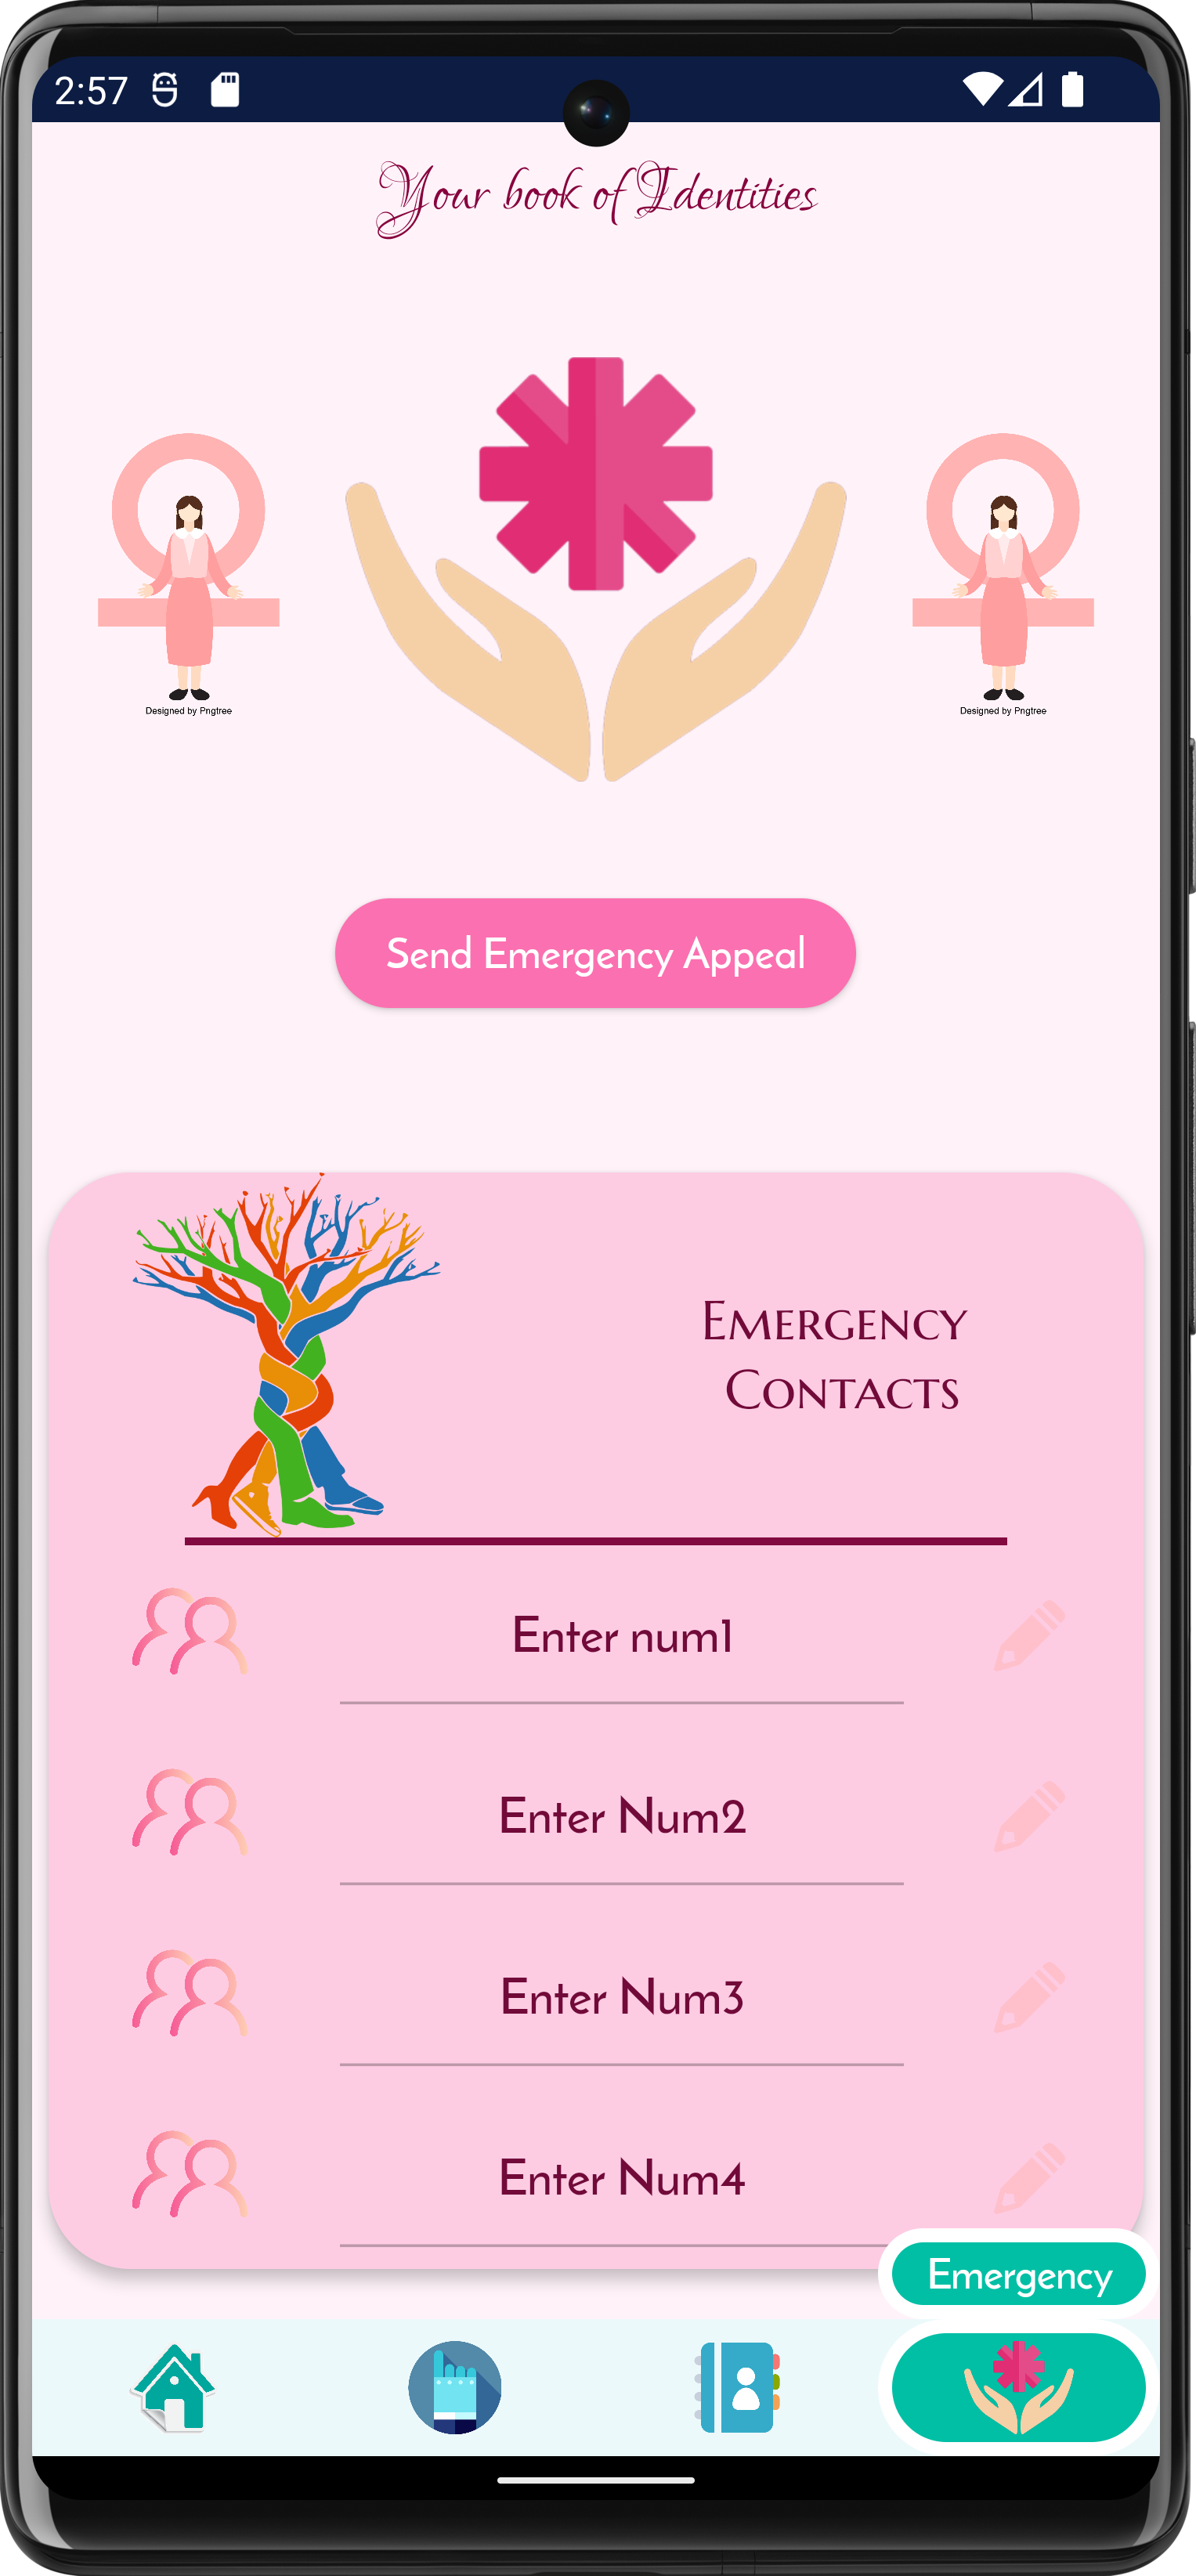 2:57
Your book of Identities
Designed by Pngtree
Designed by Pngtree
Send Emergency Appeal
Emergency
Contacts
Enter num1
Enter Num2
Enter Num3
Enter Num4
Emergency